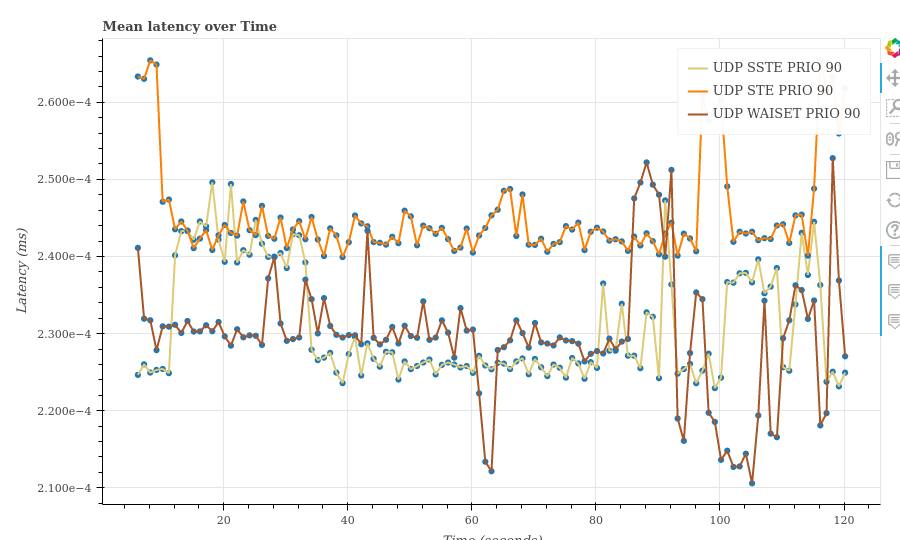 Mean latency over Time
UDP SSTE PRIO 90
UDP STE PRIO 90
UDP WAISET PRIO 90
Latency (ms)
2.600e−4
2.500e−4
2.400e−4
2.300e−4
2.200e−4
2.100e−4
20
40
60
80
100
120
Time (seconds)